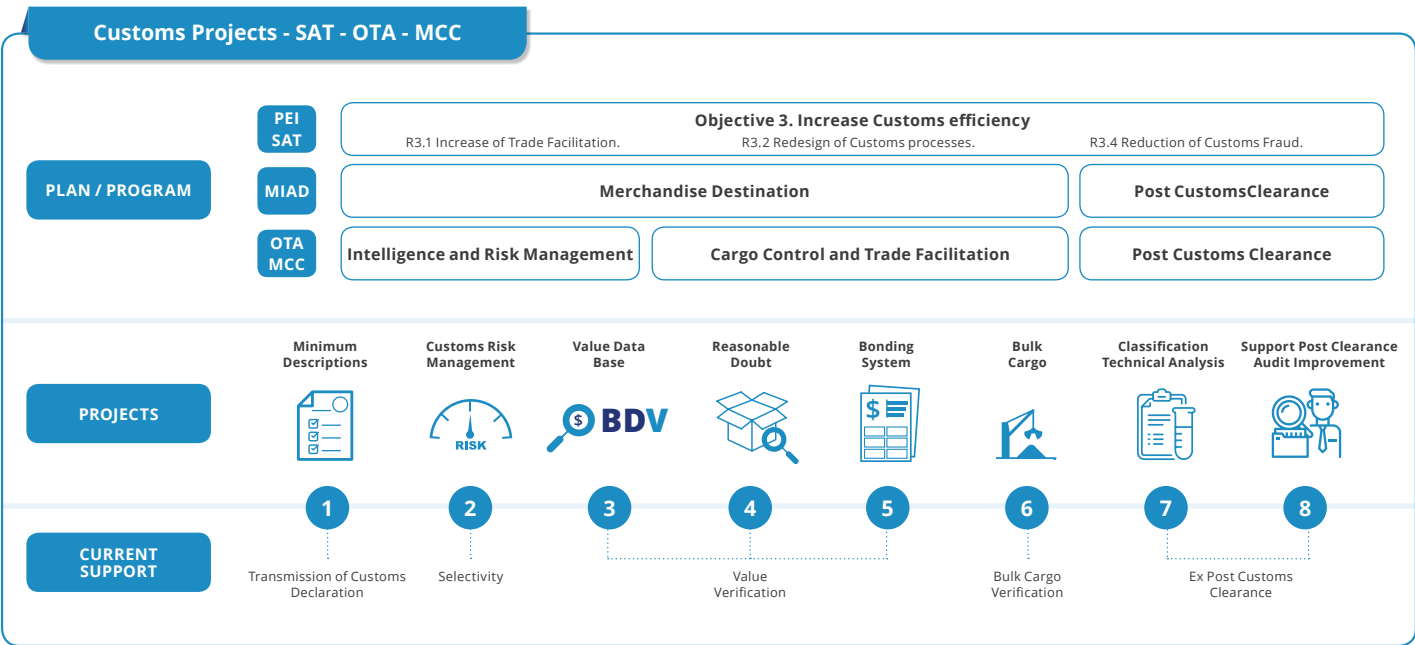 Customs Projects - SAT - OTA - MCC
PLAN / PROGRAM
PEI
SAT
Objective 3. Increase Customs efficiency
R3.1 Increase of Trade Facilitation.
R3.2 Redesign of Customs processes.
R3.4 Reduction of Customs Fraud.
MIAD
Merchandise Destination
Post CustomsClearance
OTA
MCC
Intelligence and Risk Management
Cargo Control and Trade Facilitation
Post Customs Clearance
PROJECTS
Minimum
Descriptions
Customs Risk
Management
RISK
Value Data
Base
$
BDV
Reasonable
Doubt
Bonding
System
$
Bulk
Cargo
Classification
Technical Analysis
Support Post Clearance
Audit Improvement
1
2
3
4
5
6
7
8
CURRENT
SUPPORT
Transmission of Customs
Declaration
Selectivity
Value
Verification
Bulk Cargo
Verification
Ex Post Customs
Clearance